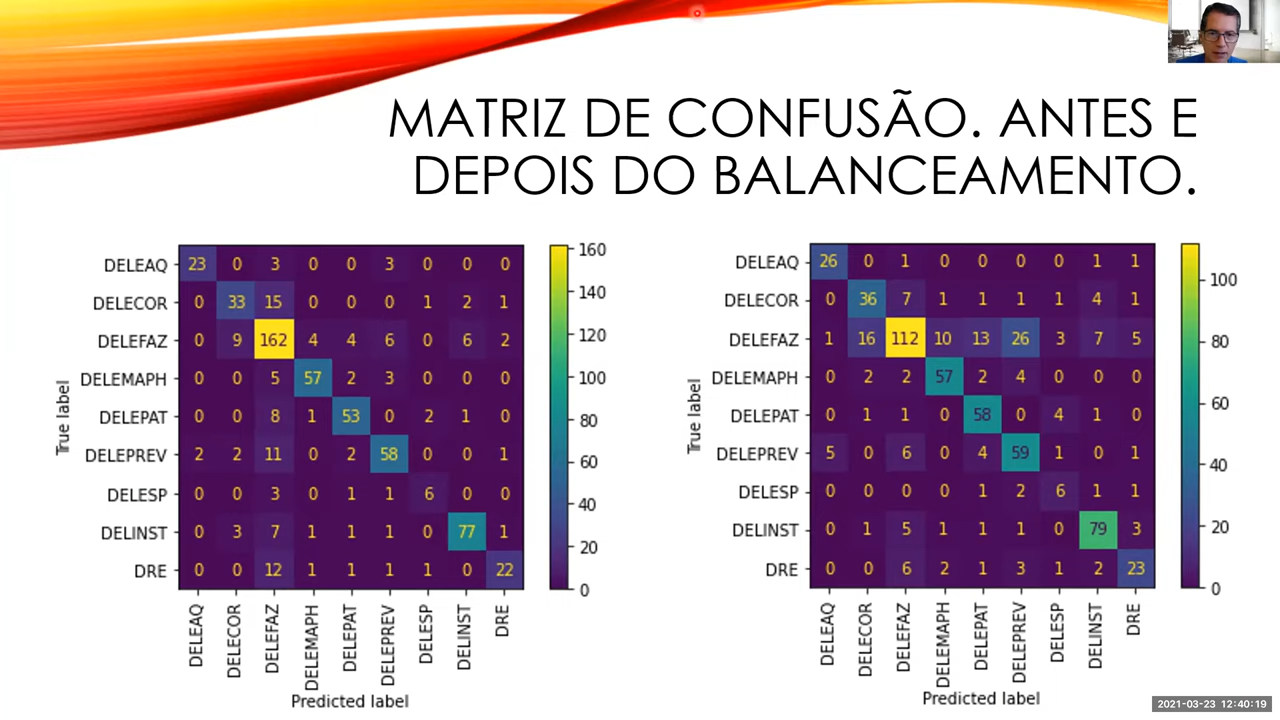 MATRIZ DE CONFUSÃO. ANTES E
DEPOIS DO BALANCEAMENTO.
True label
DELEAQ 23 0 3 0 0 3 0 0 0
DELECOR 0 33 15 0 0 0 1 2 1
DELEFAZ 0 9 162 4 4 6 0 6 2
DELEMAPH 0 0 5 57 2 3 0 0 0
DELEPAT 0 0 8 1 53 0 2 1 0
DELEPREV 2 2 11 0 2 58 0 0 1
DELESP 0 0 3 0 1 1 6 0 0
DELINST 0 3 7 1 1 1 0 77 1
DRE 0 0 12 1 1 1 1 0 22
DELEAQ DELECOR DELEFAZ DELEMAPH DELEPAT DELEPREV DELESP DELINST DRE
Predicted label
160
140
120
100
80
60
40
20
0
True label
DELEAQ 26 0 1 0 0 0 0 1 1
DELECOR 0 36 7 1 1 1 1 4 1
DELEFAZ 1 16 112 10 13 26 3 7 5
DELEMAPH 0 2 2 57 2 4 0 0 0
DELEPAT 0 1 1 0 58 0 4 1 0
DELEPREV 5 0 6 0 4 59 1 0 1
DELESP 0 0 0 0 1 2 6 1 1
DELINST 0 1 5 1 1 1 0 79 3
DRE 0 0 6 2 1 3 1 2 23
DELEAQ DELECOR DELEFAZ DELEMAPH DELEPAT DELEPREV DELESP DELINST DRE
Predicted label
100
80
60
40
20
0
2021-03-23 12:40:19